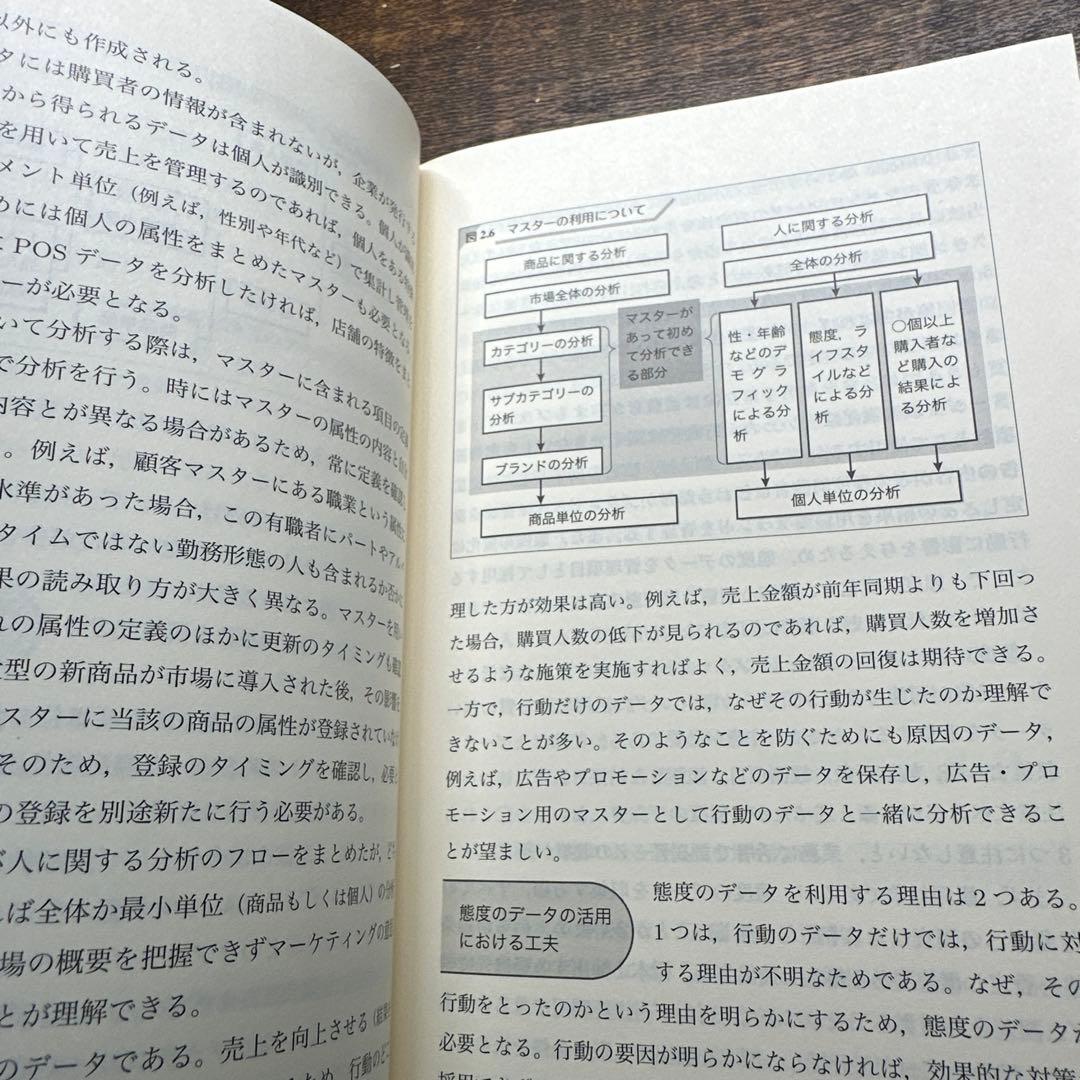 以外にも作成される。
タには購買者の情報が含まれないが，企業が発行す
から得られるデータは個人が識別できる。個人が
を用いて売上を管理するのであれば，個人をある
メント単位（例えば，性別や年代など）で集計し
めには個人の属性をまとめたマスターも必要となる
POS データを分析したければ，店舗の特徴をま
ーが必要となる。
いて分析する際は，マスターに含まれる項目の
で分析を行う。時にはマスターの属性の内容と
内容とが異なる場合があるため，常に定義を確認
。例えば，顧客マスターにある職業という属性
水準があった場合，この有職者にパートやアル
タイムではない勤務形態の人も含まれるか否か
果の読み取り方が大きく異なる。マスターを
れの属性の定義のほかに更新のタイミングも
型の新商品が市場に導入された後，その影響
スターに当該の商品の属性が登録されていな
そのため，登録のタイミングを確認し，必要
の登録を別途新たに行う必要がある。
人に関する分析のフローをまとめたが，
れば全体か最小単位（商品もしくは個人）の分
場の概要を把握できずマーケティングの
とが理解できる。
のデータである。売上を向上させる
行動の
図 2.6 マスターの利用について
商品に関する分析
市場全体の分析
カテゴリーの分析
サブカテゴリーの
分析
ブランドの分析
商品単位の分析
マスターが
あって初め
て分析でき
る部分
人に関する分析
全体の分析
性・年齢
などのデ
モグラ
フィック
による分
析
態度，ラ
イフスタ
イルなど
による分
析
○個以上
購入者な
ど購入の
結果によ
る分析
個人単位の分析
理した方が効果は高い。例えば，売上金額が前年同期よりも下回っ
た場合，購買人数の低下が見られるのであれば，購買人数を増加さ
せるような施策を実施すればよく，売上金額の回復は期待できる。
一方で，行動だけのデータでは，なぜその行動が生じたのか理解で
きないことが多い。そのようなことを防ぐためにも原因のデータ，
例えば，広告やプロモーションなどのデータを保存し，広告・プロ
モーション用のマスターとして行動のデータと一緒に分析できるこ
とが望ましい。
態度のデータの活用
における工夫
態度のデータを利用する理由は２つある。
１つは，行動のデータだけでは，行動に対
する理由が不明なためである。なぜ，その
行動をとったのかという理由を明らかにするため，態度のデータが
必要となる。行動の要因が明らかにならなければ，効果的な対策